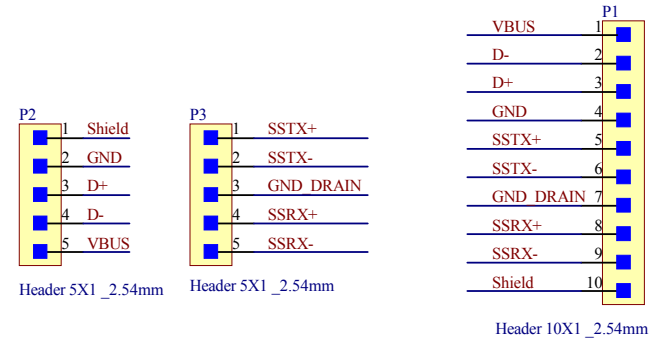 P2
1 Shield
2 GND
3 D+
4 D-
5 VBUS
Header 5X1 _2.54mm
P3
1 SSTX+
2 SSTX-
3 GND_DRAIN
4 SSRX+
5 SSRX-
Header 5X1 _2.54mm
P1
VBUS 1
D- 2
D+ 3
GND 4
SSTX+ 5
SSTX- 6
GND_DRAIN 7
SSRX+ 8
SSRX- 9
Shield 10
Header 10X1 _2.54mm